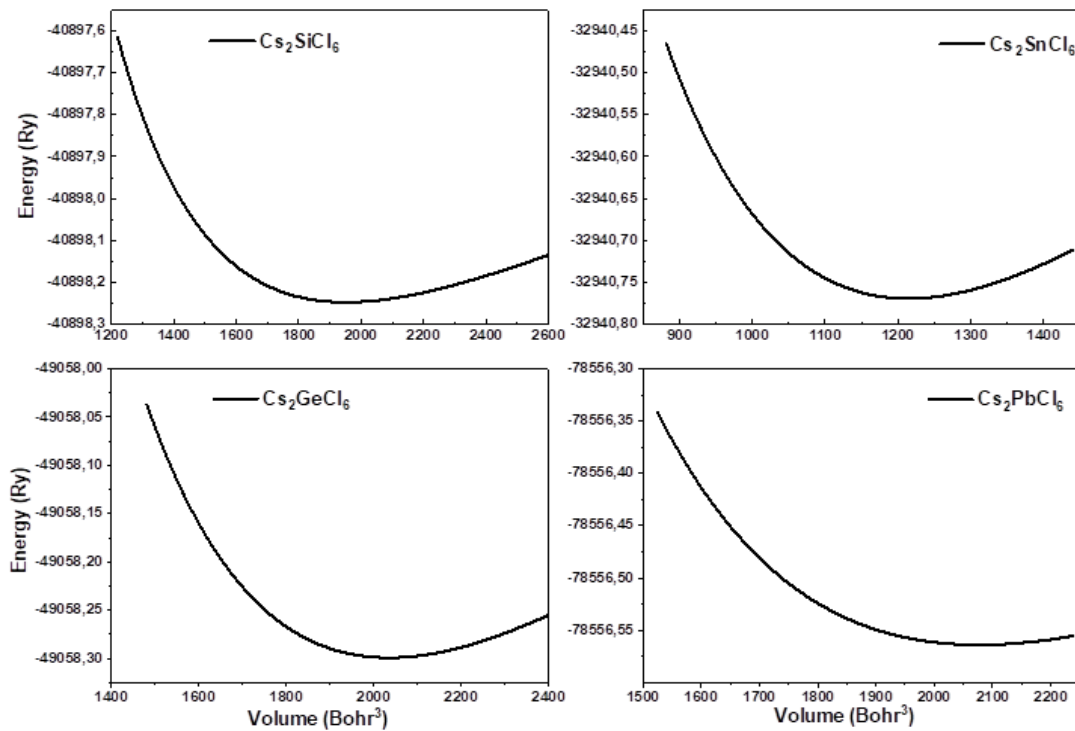 -40897,6
-40897,7
-40897,8
-40897,9
-40898,0
-40898,1
-40898,2
-40898,3
Energy (Ry)
1200 1400 1600 1800 2000 2200 2400 2600
Cs₂SiCl₆
-32940,45
-32940,50
-32940,55
-32940,60
-32940,65
-32940,70
-32940,75
-32940,80
900 1000 1100 1200 1300 1400
Cs₂SnCl₆
-49058,00
-49058,05
-49058,10
-49058,15
-49058,20
-49058,25
-49058,30
Energy (Ry)
1400 1600 1800 2000 2200 2400
Volume (Bohr³)
Cs₂GeCl₆
-78556,30
-78556,35
-78556,40
-78556,45
-78556,50
-78556,55
1500 1600 1700 1800 1900 2000 2100 2200
Volume (Bohr³)
Cs₂PbCl₆